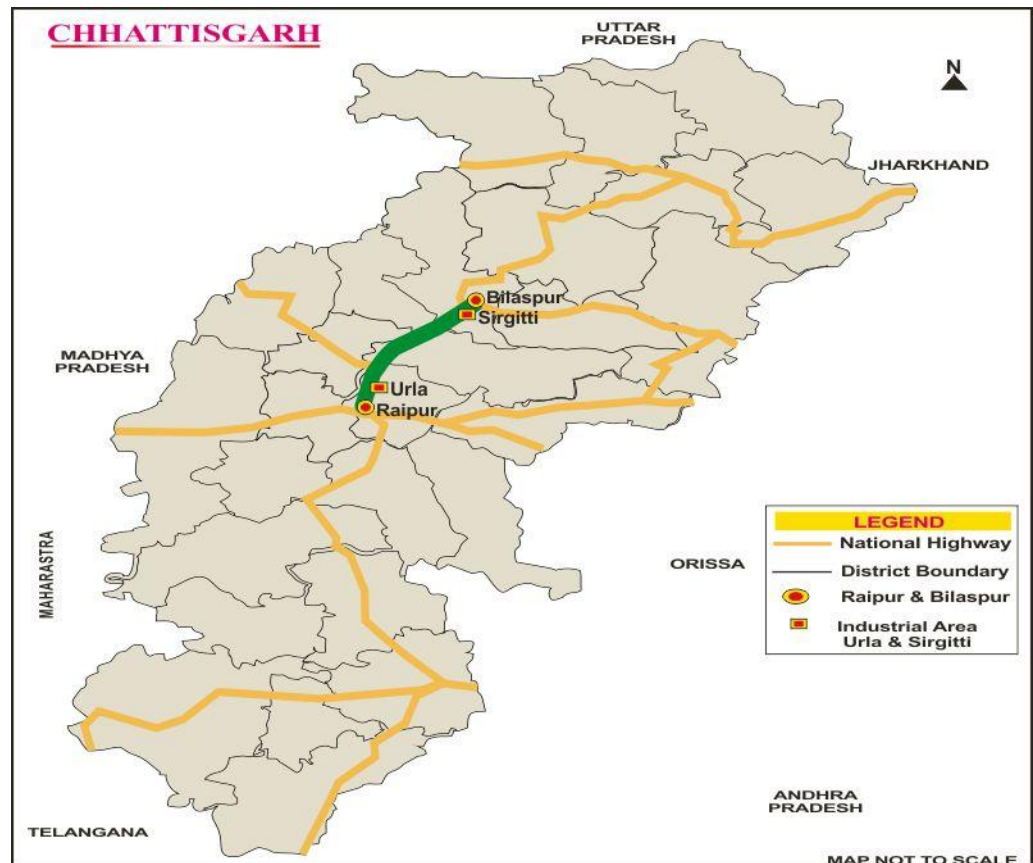 CHHATTISGARH
UTTAR
PRADESH
N
JHARKHAND
Bilaspur
Sirgitti
MADHYA
PRADESH
Urla
Raipur
LEGEND
National Highway
District Boundary
Raipur & Bilaspur
Industrial Area
Urla & Sirgitti
ORISSA
MAHARASTRA
ANDHRA
PRADESH
TELANGANA
MAP NOT TO SCALE